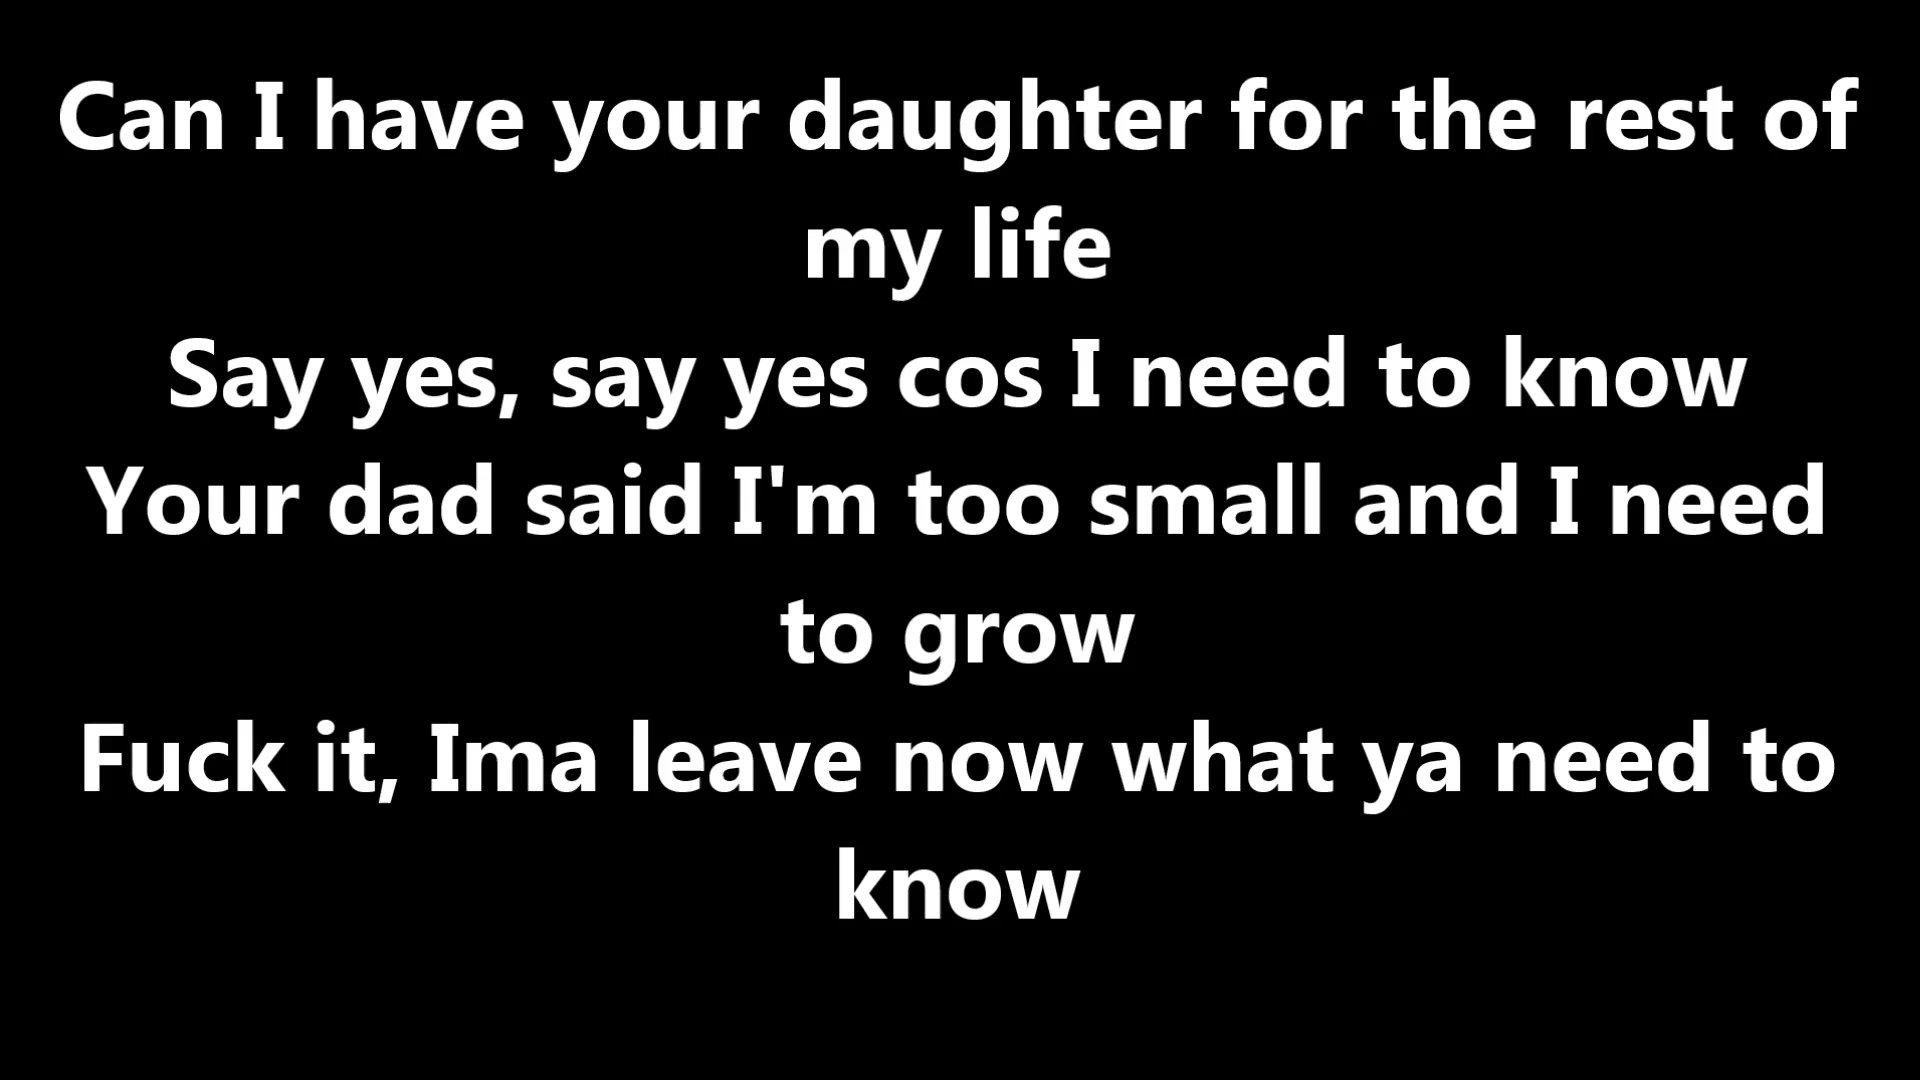 Can I have your daughter for the rest of
my life
Say yes, say yes cos I need to know
Your dad said I'm too small and I need
to grow
Fuck it, Ima leave now what ya need to
know